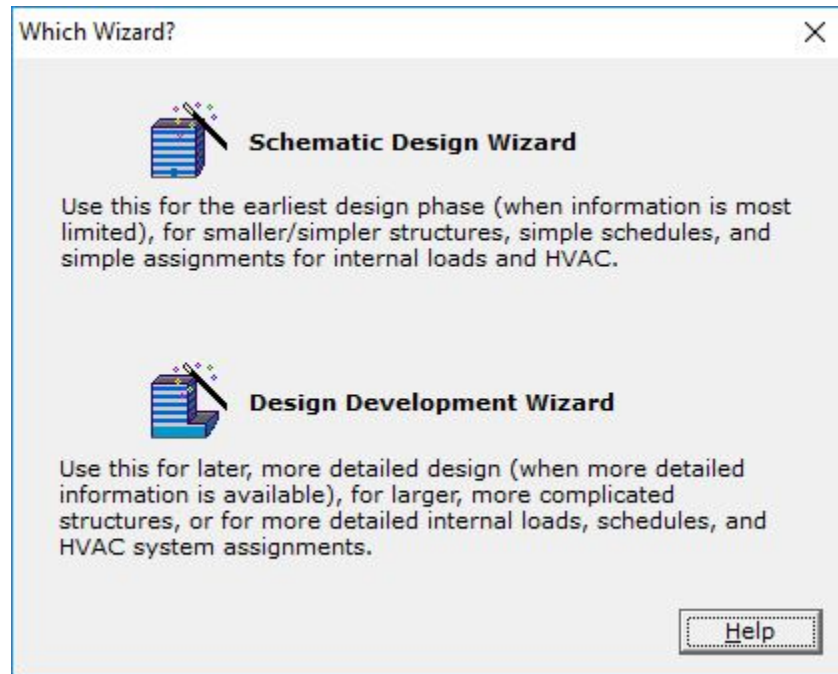 Which Wizard?
Schematic Design Wizard
Use this for the earliest design phase (when information is most
limited), for smaller/simpler structures, simple schedules, and
simple assignments for internal loads and HVAC.
Design Development Wizard
Use this for later, more detailed design (when more detailed
information is available), for larger, more complicated
structures, or for more detailed internal loads, schedules, and
HVAC system assignments.
Help